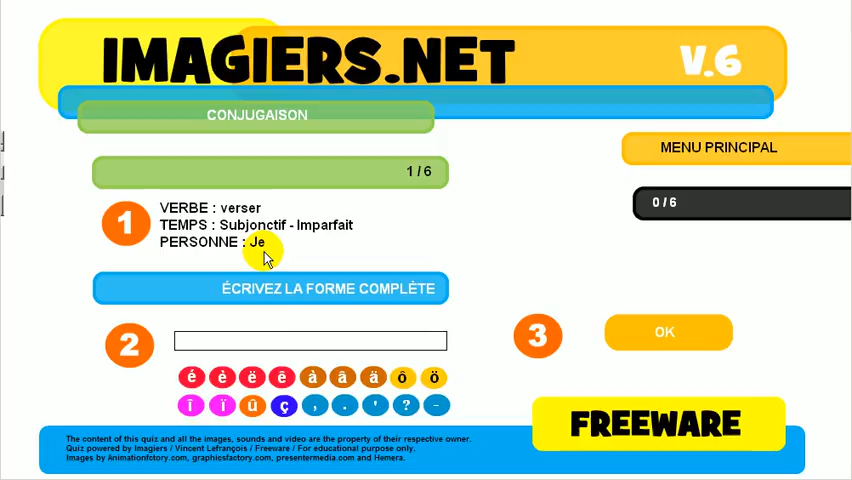 IMAGIERS.NET
V.6
CONJUGAISON
MENU PRINCIPAL
1 / 6
0 / 6
1
VERBE : verser
TEMPS : Subjonctif - Imparfait
PERSONNE : Je
ÉCRIVEZ LA FORME COMPLÈTE
2
3
OK
é è ë ê à â ä ô ö
î ï û ç , . ' ? -
FREEWARE
The content of this quiz and all the images, sounds and video are the property of their respective owner.
Quiz powered by Imagiers / Vincent Lefrançois / Freeware / For educational purpose only.
Images by Animationfctory.com, graphicsfactory.com, presentermedia.com and Hemera.